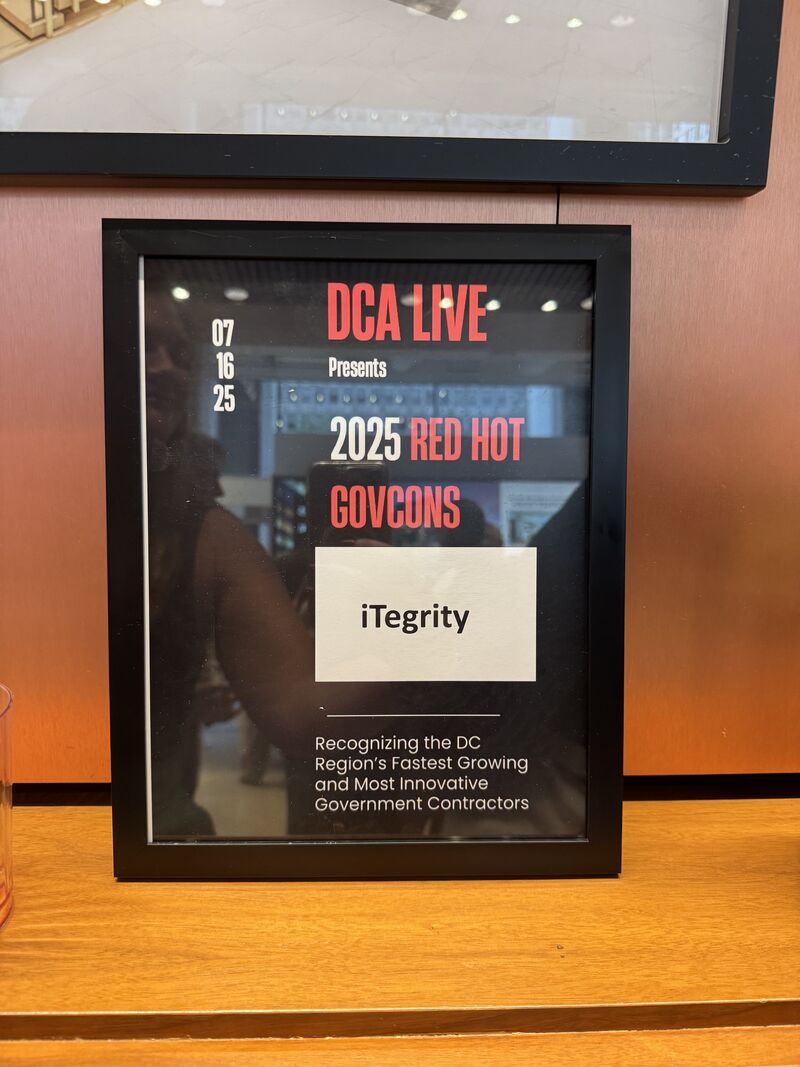 07
16
25
DCA LIVE
Presents
2025 RED HOT
GOVCONS
iTegrity
Recognizing the DC
Region's Fastest Growing
and Most Innovative
Government Contractors